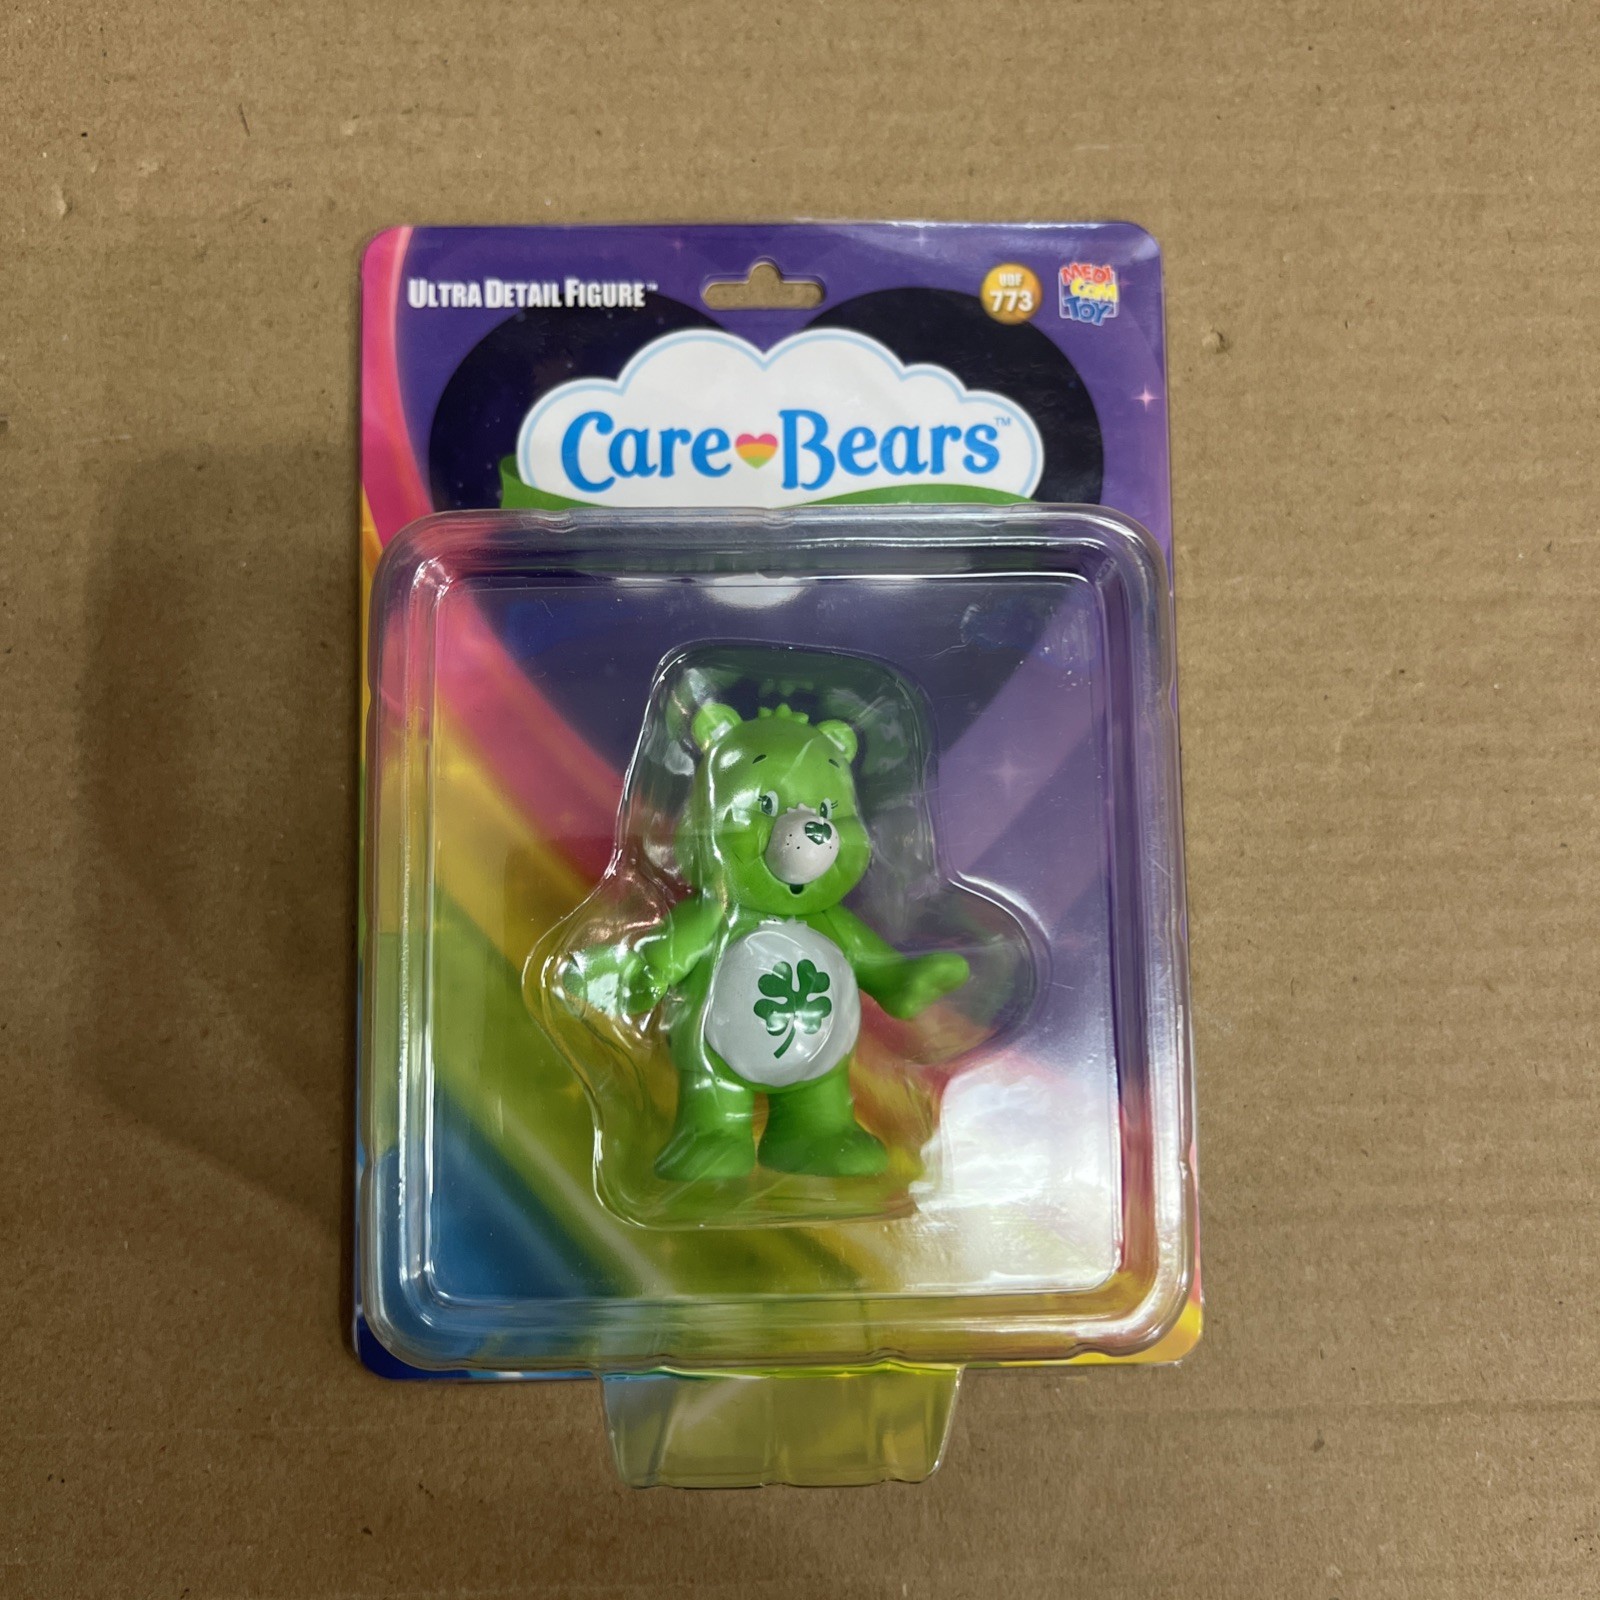 ULTRA DETAIL FIGURE™
UDF
773
MEDI
COM
TOY
Care Bears™